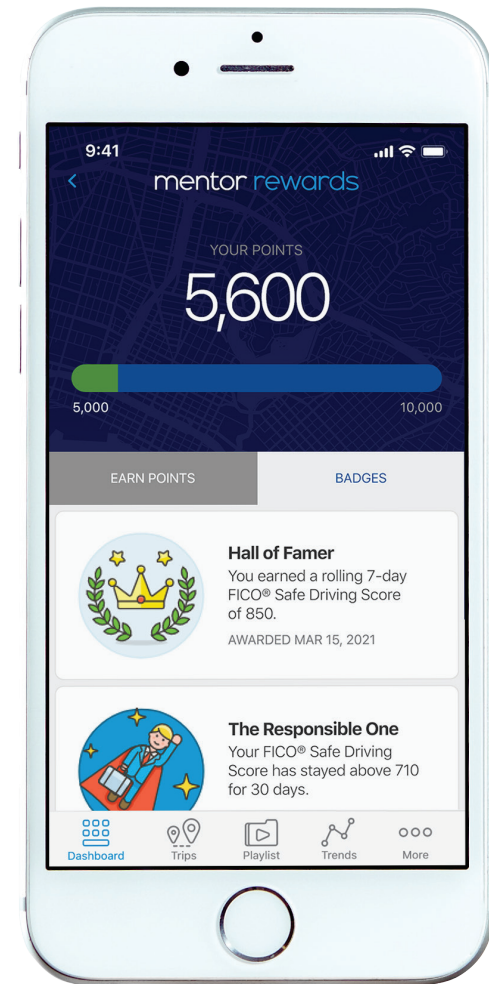 9:41
mentor rewards
YOUR POINTS
5,600
5,000 10,000
EARN POINTS BADGES
Hall of Famer
You earned a rolling 7-day
FICO® Safe Driving Score
of 850.
AWARDED MAR 15, 2021
The Responsible One
Your FICO® Safe Driving
Score has stayed above 710
for 30 days.
Dashboard Trips Playlist Trends More